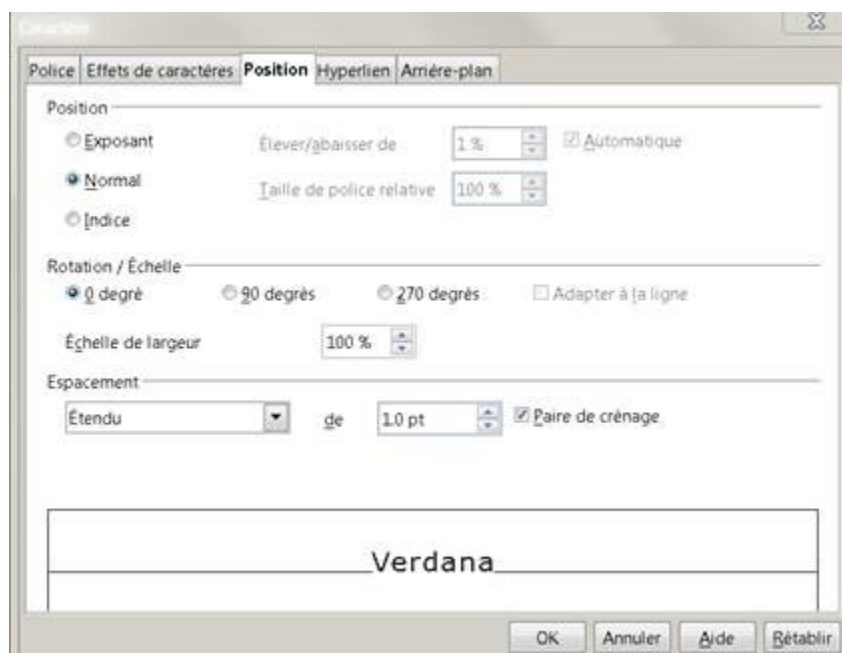 Caractère
Police Effets de caractères Position Hyperlien Arrière-plan
Position
Exposant Élever/abaisser de 1 % Automatique
Normal Taille de police relative 100 %
Indice
Rotation / Échelle
0 degré 90 degrés 270 degrés Adapter à la ligne
Échelle de largeur 100 %
Espacement
Étendu de 1.0 pt Paire de crénage
Verdana
OK Annuler Aide Rétablir